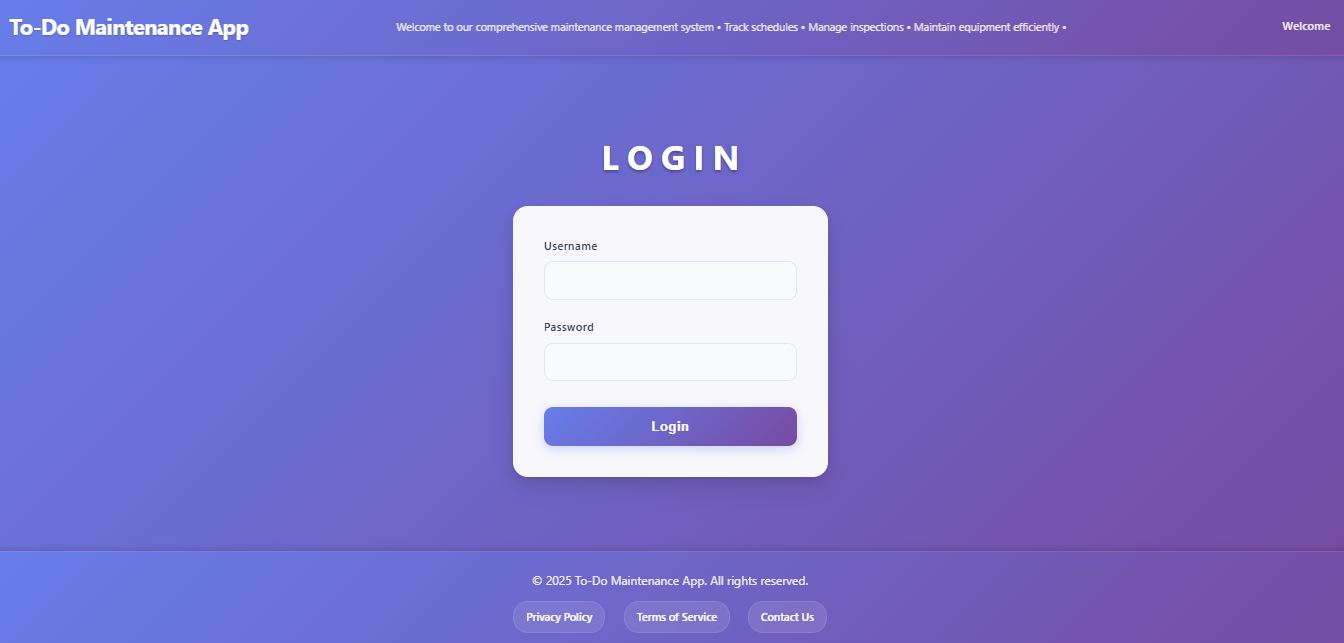 To-Do Maintenance App
Welcome to our comprehensive maintenance management system • Track schedules • Manage inspections • Maintain equipment efficiently •
Welcome
LOGIN
Username
Password
Login
© 2025 To-Do Maintenance App. All rights reserved.
Privacy Policy
Terms of Service
Contact Us